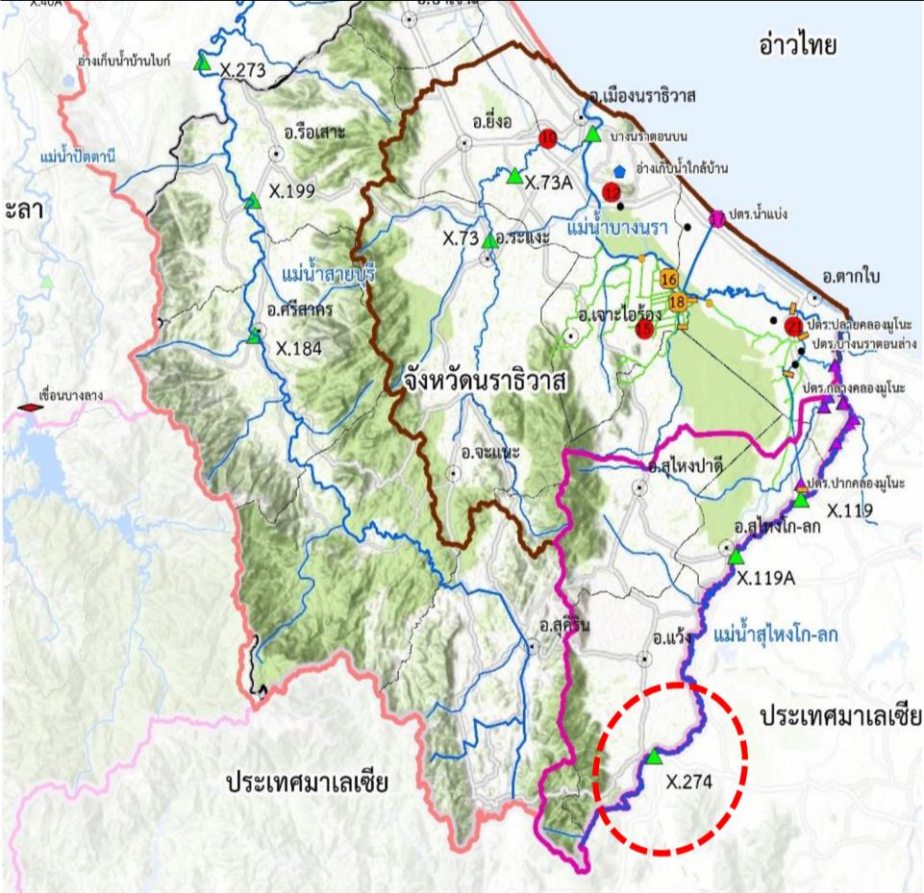 X.40A
อ่าวไทย
อ่างเก็บน้ำบ้านไบก์
X.273
อ.เมืองนราธิวาส
อ.ยี่งอ
10
บางนราตอนบน
อ.รือเสาะ
แม่น้ำปัตตานี
อ่างเก็บน้ำใกล้บ้าน
X.73A
12
X.199
ะลา
17
ปตร.น้ำแบ่ง
แม่น้ำบางนรา
X.73
อ.ระแงะ
แม่น้ำสายบุรี
16
อ.ตากใบ
18
อ.ศรีสาคร
อ.เจาะไอร้อง
15
21
ปตร.ปลายคลองมูโนะ
ปตร.บางนราตอนล่าง
X.184
จังหวัดนราธิวาส
ปตร.กลางคลองมูโนะ
เขื่อนบางลาง
อ.จะแนะ
อ.สุไหงปาดี
ปตร.ปากคลองมูโนะ
X.119
อ.สุไหงโก-ลก
X.119A
อ.สุคิริน
อ.แว้ง
แม่น้ำสุไหงโก-ลก
ประเทศมาเลเซีย
ประเทศมาเลเซีย
X.274